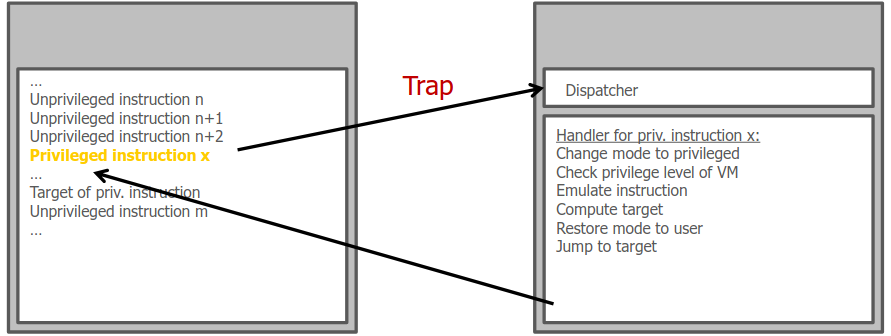 ...
Unprivileged instruction n
Unprivileged instruction n+1
Unprivileged instruction n+2
Privileged instruction x
...
Target of priv. instruction
Unprivileged instruction m
...
Trap
Dispatcher
Handler for priv. instruction x:
Change mode to privileged
Check privilege level of VM
Emulate instruction
Compute target
Restore mode to user
Jump to target